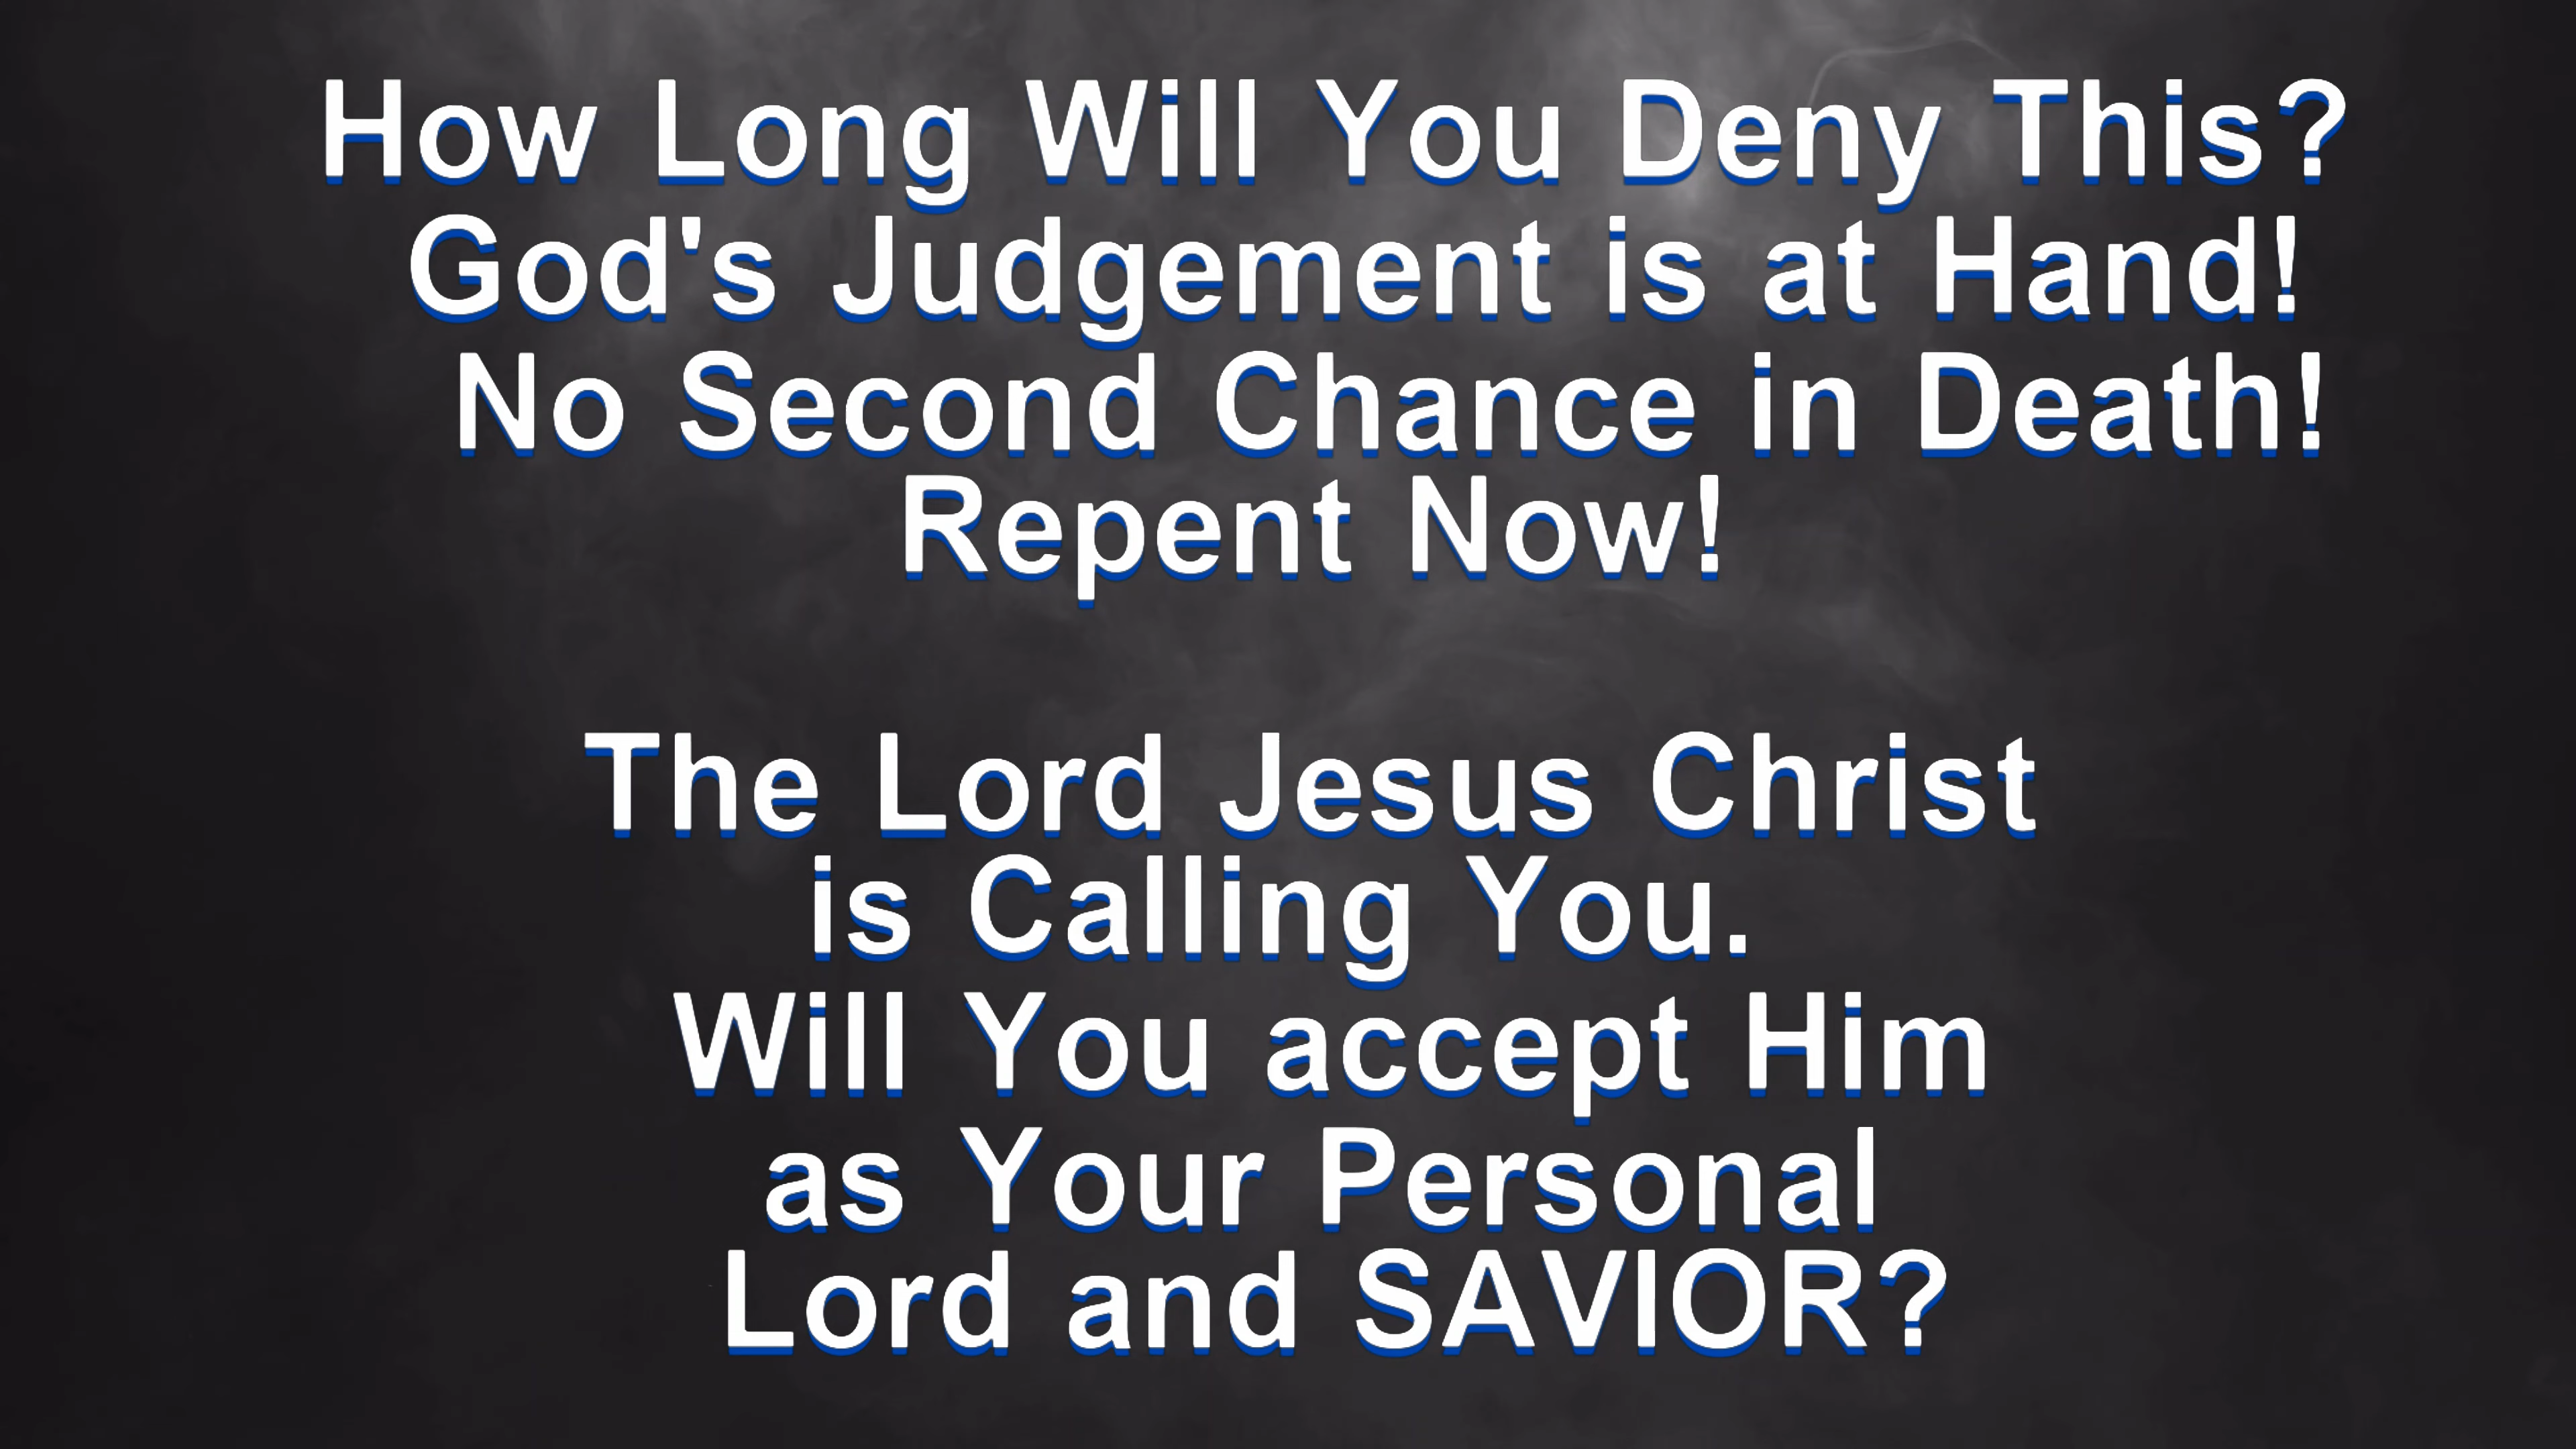 How Long Will You Deny This?
God's Judgement is at Hand!
No Second Chance in Death!
Repent Now!
The Lord Jesus Christ
is Calling You.
Will You accept Him
as Your Personal
Lord and SAVIOR?